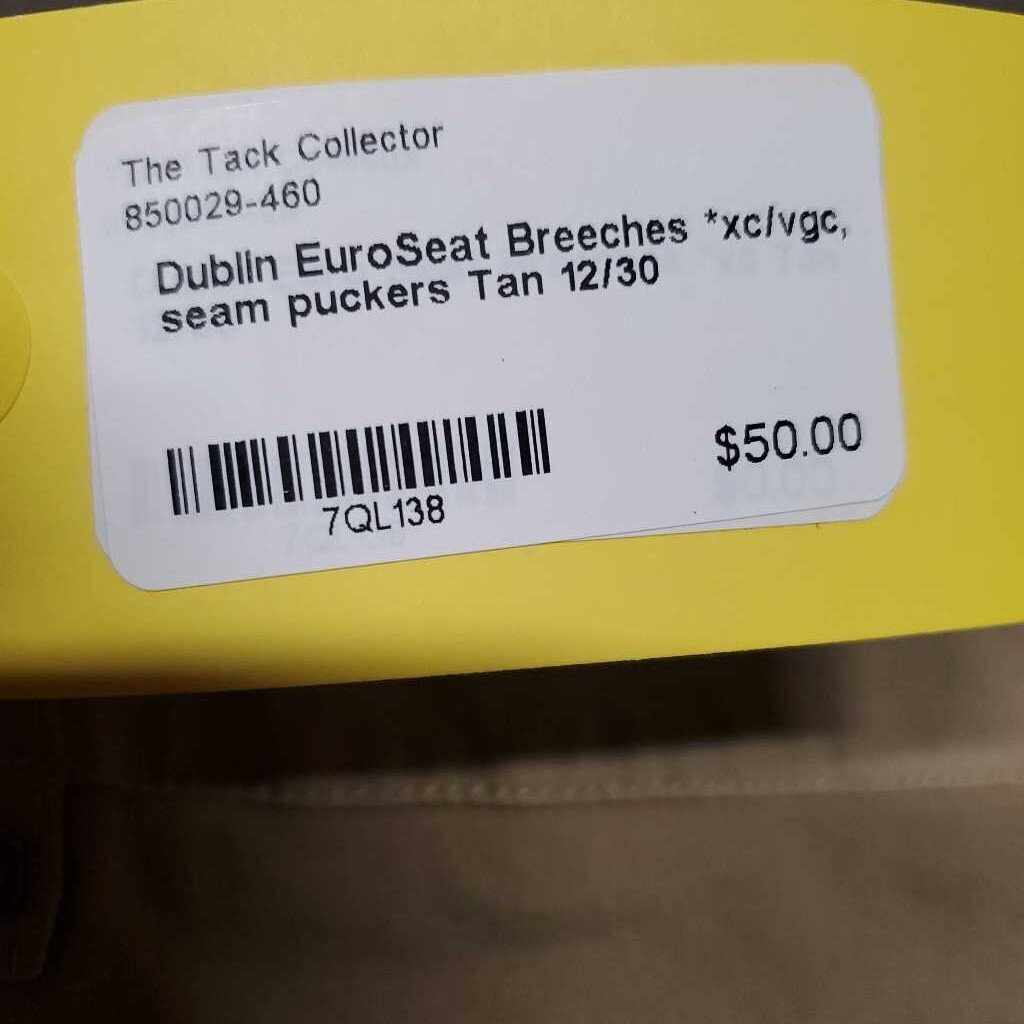 The Tack Collector
850029-460
Dublin EuroSeat Breeches *xc/vgc,
seam puckers Tan 12/30
$50.00
7QL138